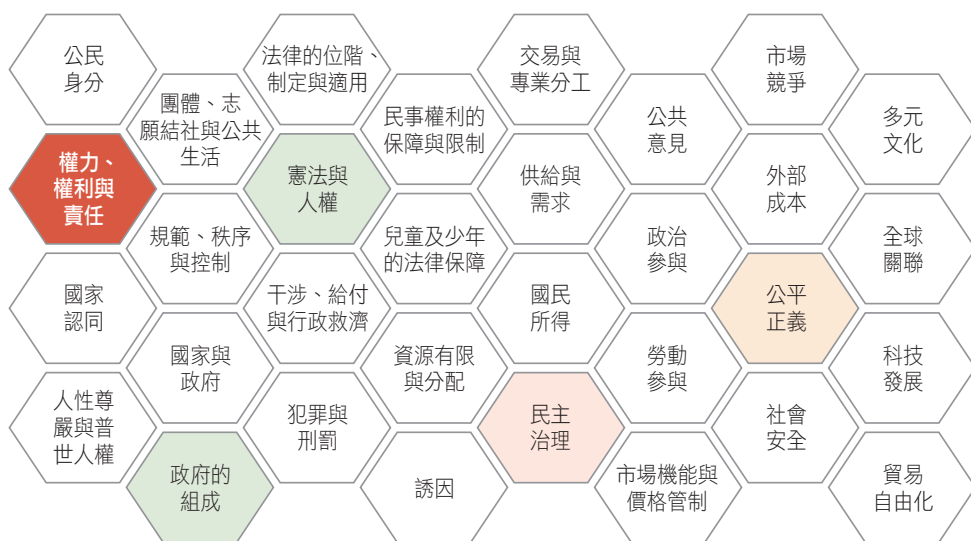 公民
身分
權力、
權利與
責任
國家
認同
人性尊
嚴與普
世人權
團體、志
願結社與公共
生活
規範、秩序
與控制
國家與
政府
政府的
組成
法律的位階、
制定與適用
憲法與
人權
干涉、給付
與行政救濟
犯罪與
刑罰
民事權利的
保障與限制
兒童及少年
的法律保障
資源有限
與分配
誘因
交易與
專業分工
供給與
需求
國民
所得
民主
治理
公共
意見
政治
參與
勞動
參與
市場機能與
價格管制
市場
競爭
外部
成本
公平
正義
社會
安全
多元
文化
全球
關聯
科技
發展
貿易
自由化